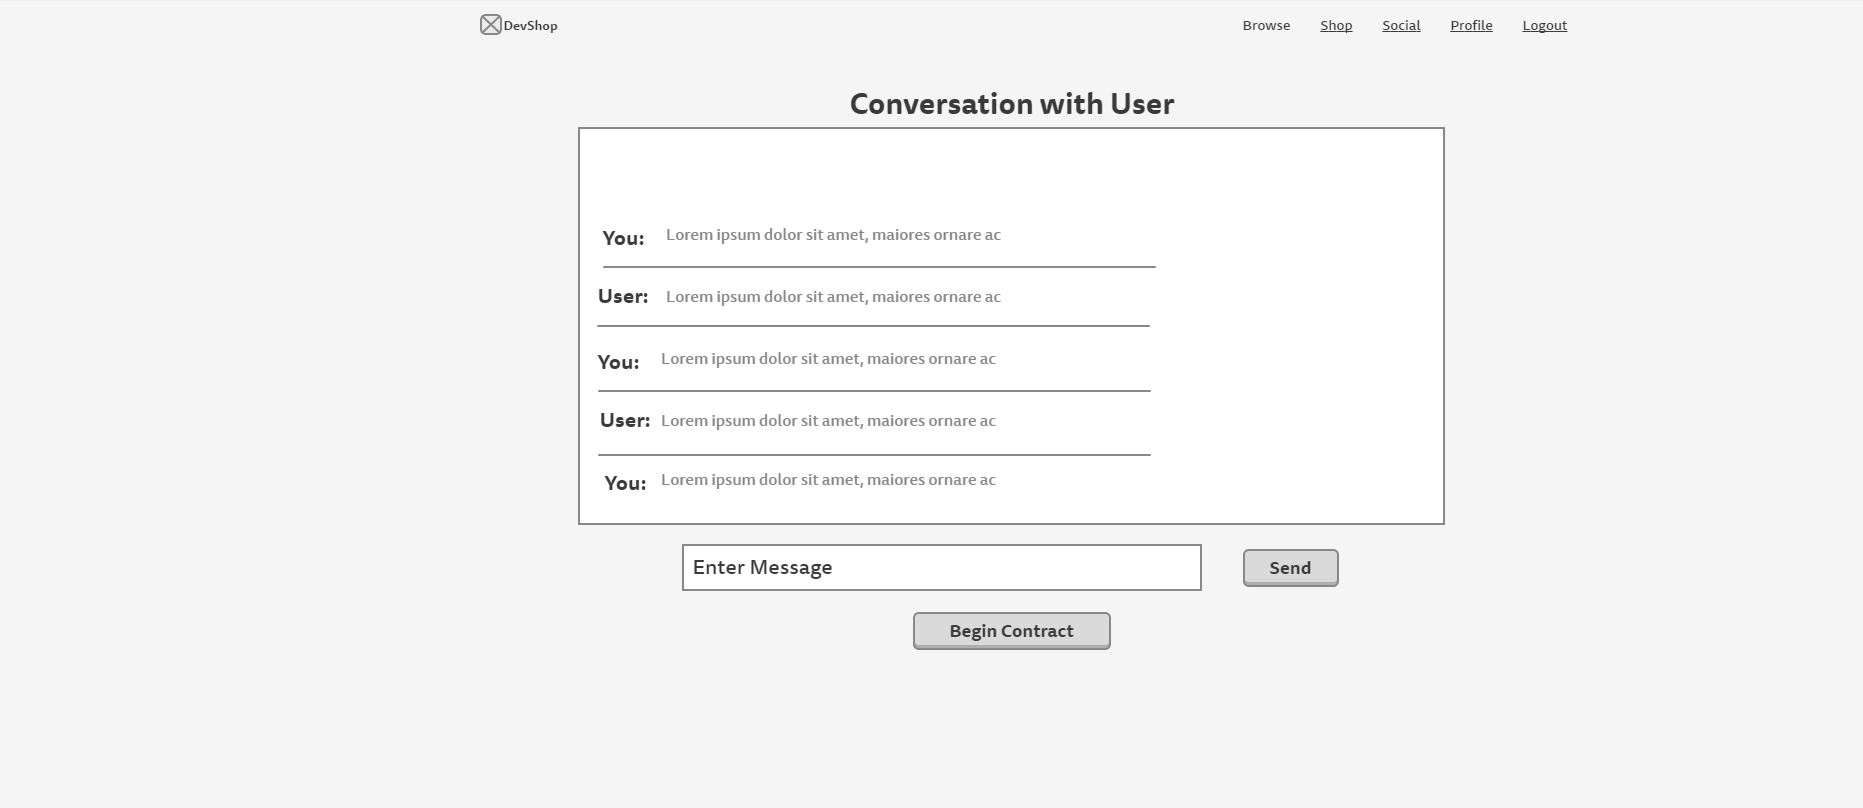 DevShop Browse Shop Social Profile Logout
Conversation with User
You: Lorem ipsum dolor sit amet, maiores ornare ac
User: Lorem ipsum dolor sit amet, maiores ornare ac
You: Lorem ipsum dolor sit amet, maiores ornare ac
User: Lorem ipsum dolor sit amet, maiores ornare ac
You: Lorem ipsum dolor sit amet, maiores ornare ac
Enter Message Send
Begin Contract